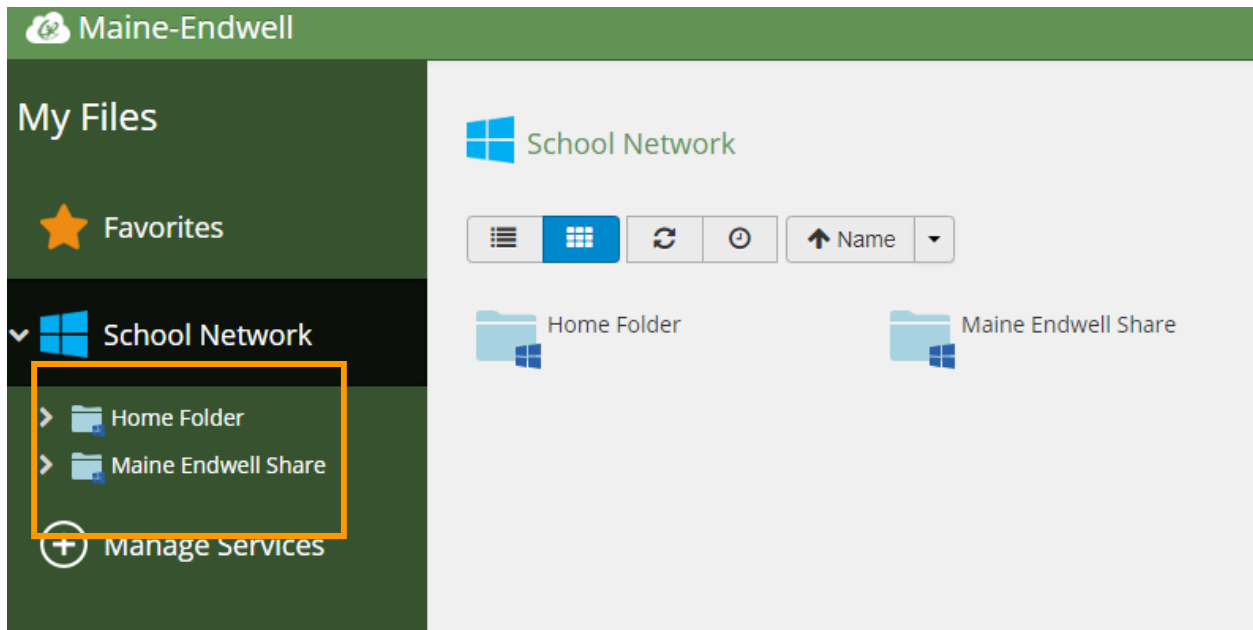 Maine-Endwell
My Files
Favorites
School Network
Home Folder
Maine Endwell Share
Manage Services
School Network
Name
Home Folder
Maine Endwell Share